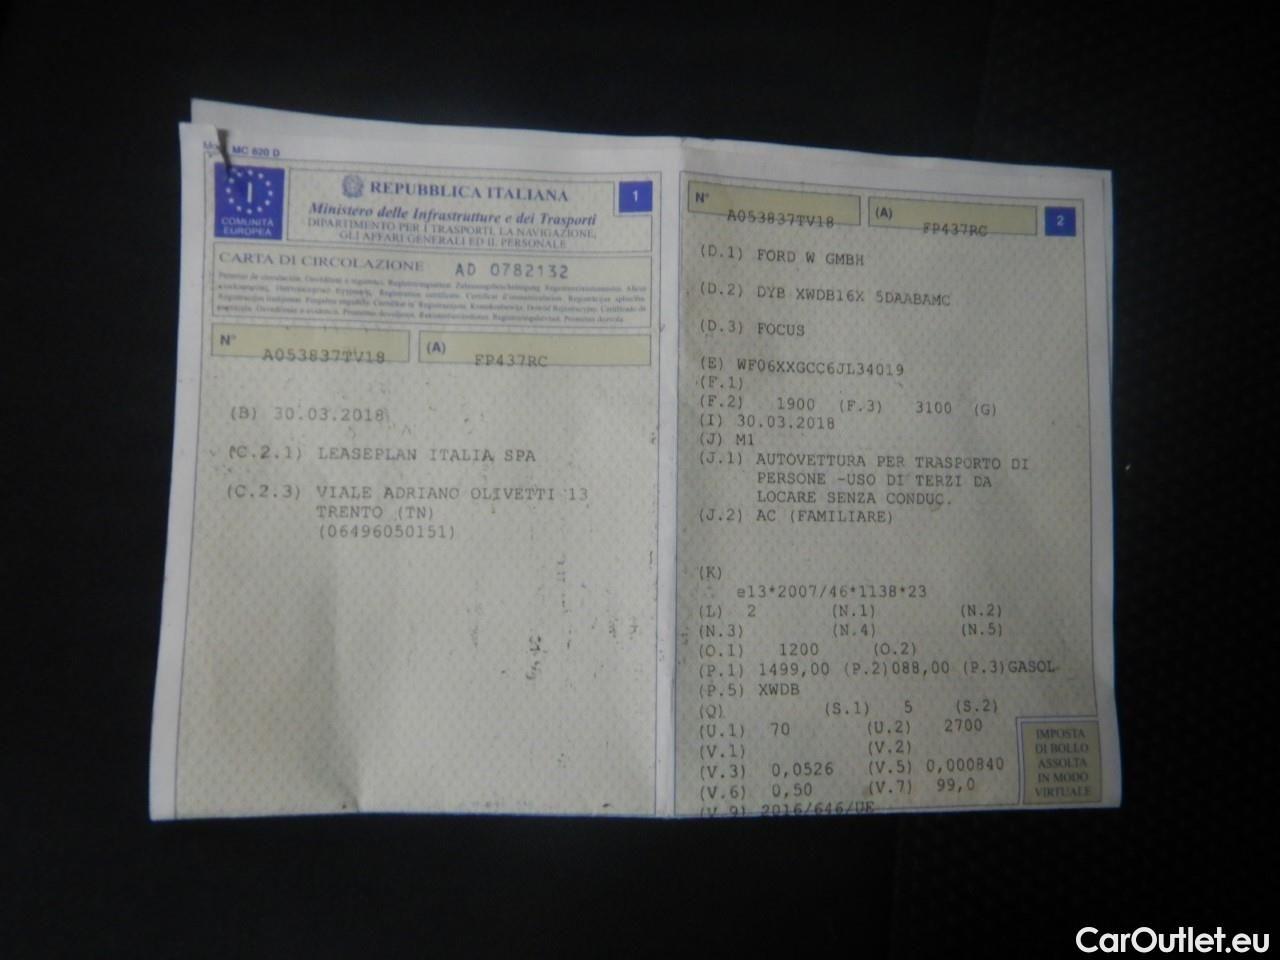 MC 820 D
I
COMUNITÀ
EUROPEA
REPUBBLICA ITALIANA
Ministero delle Infrastrutture e dei Trasporti
DIPARTIMENTO PER I TRASPORTI, LA NAVIGAZIONE,
GLI AFFARI GENERALI ED IL PERSONALE
1
CARTA DI CIRCOLAZIONE AD 0782132
N° A053837TV18 (A) FP437RC
(B) 30.03.2018
(C.2.1) LEASEPLAN ITALIA SPA
(C.2.3) VIALE ADRIANO OLIVETTI 13
TRENTO (TN)
(06496050151)
N° A053837TV18 (A) FP437RC 2
(D.1) FORD W GMBH
(D.2) DYB XWDB16X 5DAABAMC
(D.3) FOCUS
(E) WF06XXGCC6JL34019
(F.1)
(F.2) 1900 (F.3) 3100 (G)
(I) 30.03.2018
(J) M1
(J.1) AUTOVETTURA PER TRASPORTO DI
PERSONE -USO DI TERZI DA
LOCARE SENZA CONDUC.
(J.2) AC (FAMILIARE)
(K)
e13*2007/46*1138*23
(L) 2 (N.1) (N.2)
(N.3) (N.4) (N.5)
(O.1) 1200 (O.2)
(P.1) 1499,00 (P.2)088,00 (P.3)GASOL
(P.5) XWDB
(Q) (S.1) 5 (S.2)
(U.1) 70 (U.2) 2700
(V.1) (V.2)
(V.3) 0,0526 (V.5) 0,000840
(V.6) 0,50 (V.7) 99,0
(V.9) 2016/646/UE
IMPOSTA
DI BOLLO
ASSOLTA
IN MODO
VIRTUALE
CarOutlet.eu